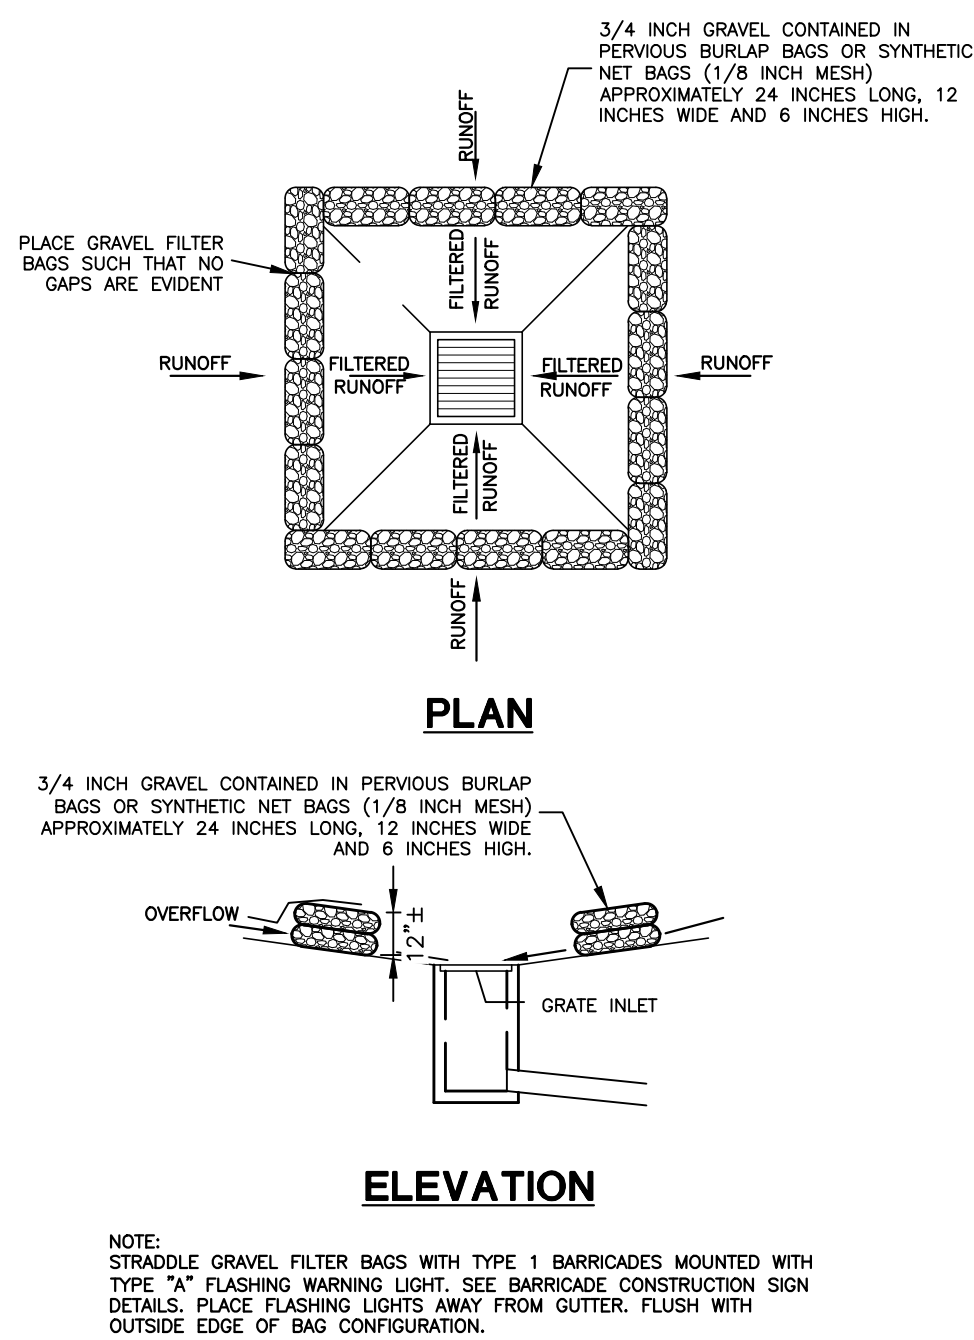 3/4 INCH GRAVEL CONTAINED IN
PERVIOUS BURLAP BAGS OR SYNTHETIC
NET BAGS (1/8 INCH MESH)
APPROXIMATELY 24 INCHES LONG, 12
INCHES WIDE AND 6 INCHES HIGH.
RUNOFF
PLACE GRAVEL FILTER
BAGS SUCH THAT NO
GAPS ARE EVIDENT
FILTERED
RUNOFF
RUNOFF
FILTERED
RUNOFF
FILTERED
RUNOFF
RUNOFF
FILTERED
RUNOFF
RUNOFF
PLAN
3/4 INCH GRAVEL CONTAINED IN PERVIOUS BURLAP
BAGS OR SYNTHETIC NET BAGS (1/8 INCH MESH)
APPROXIMATELY 24 INCHES LONG, 12 INCHES WIDE
AND 6 INCHES HIGH.
OVERFLOW
12"±
GRATE INLET
ELEVATION
NOTE:
STRADDLE GRAVEL FILTER BAGS WITH TYPE 1 BARRICADES MOUNTED WITH
TYPE "A" FLASHING WARNING LIGHT. SEE BARRICADE CONSTRUCTION SIGN
DETAILS. PLACE FLASHING LIGHTS AWAY FROM GUTTER. FLUSH WITH
OUTSIDE EDGE OF BAG CONFIGURATION.